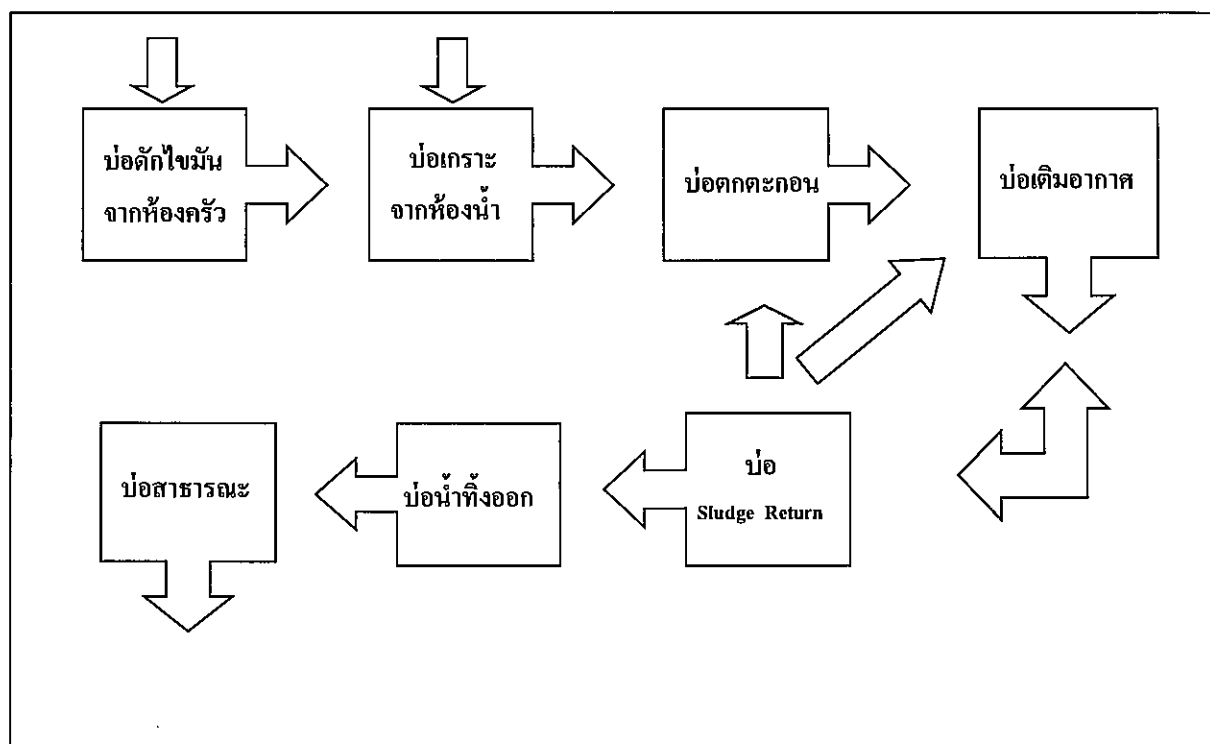 บ่อดักไขมัน
จากห้องครัว
บ่อเกราะ
จากห้องน้ำ
บ่อตกตะกอน
บ่อเติมอากาศ
บ่อสาธารณะ
บ่อน้ำทิ้งออก
บ่อ
Sludge Return